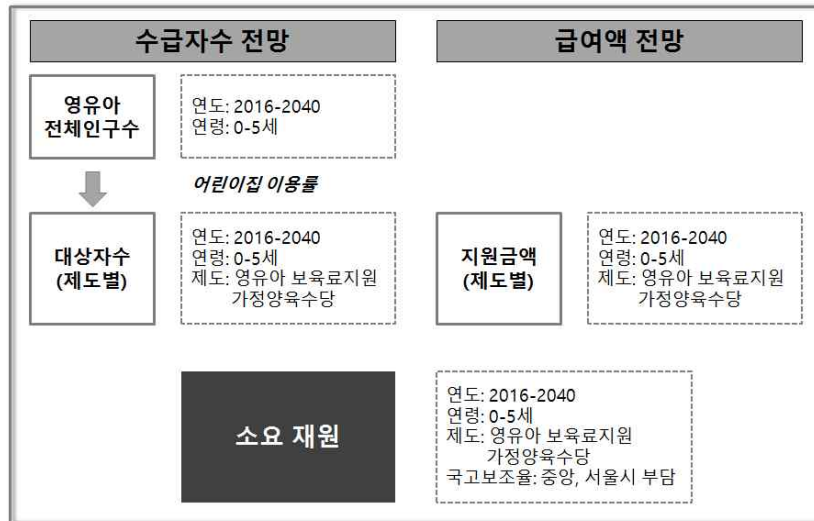 수급자수 전망
급여액 전망
영유아
전체인구수
연도: 2016-2040
연령: 0-5세
어린이집 이용률
대상자수
(제도별)
연도: 2016-2040
연령: 0-5세
제도: 영유아 보육료지원
가정양육수당
지원금액
(제도별)
연도: 2016-2040
연령: 0-5세
제도: 영유아 보육료지원
가정양육수당
소요 재원
연도: 2016-2040
연령: 0-5세
제도: 영유아 보육료지원
가정양육수당
국고보조율: 중앙, 서울시 부담